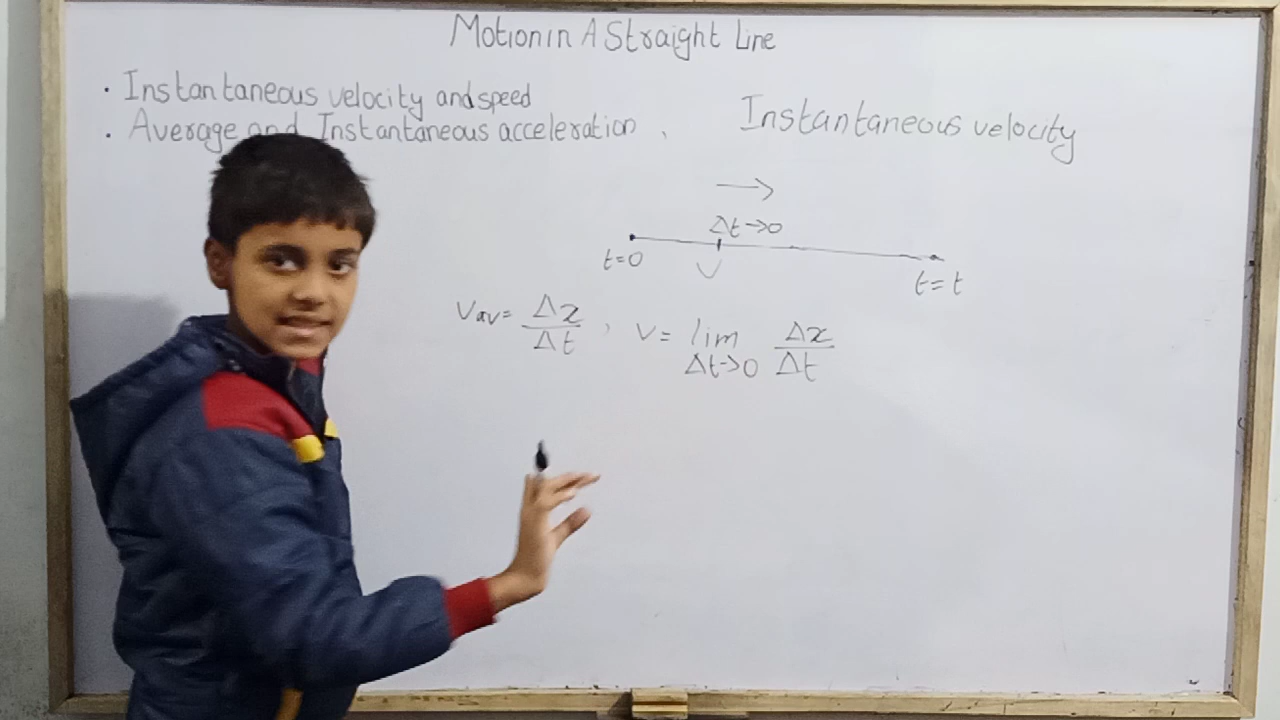 Motion in A Straight Line
· Instantaneous velocity and speed
· Average and Instantaneous acceleration ,
Instantaneous velocity
→
Δt→0
t=0
V
t=t
Vav= Δx/Δt , V= lim Δt→0 Δx/Δt